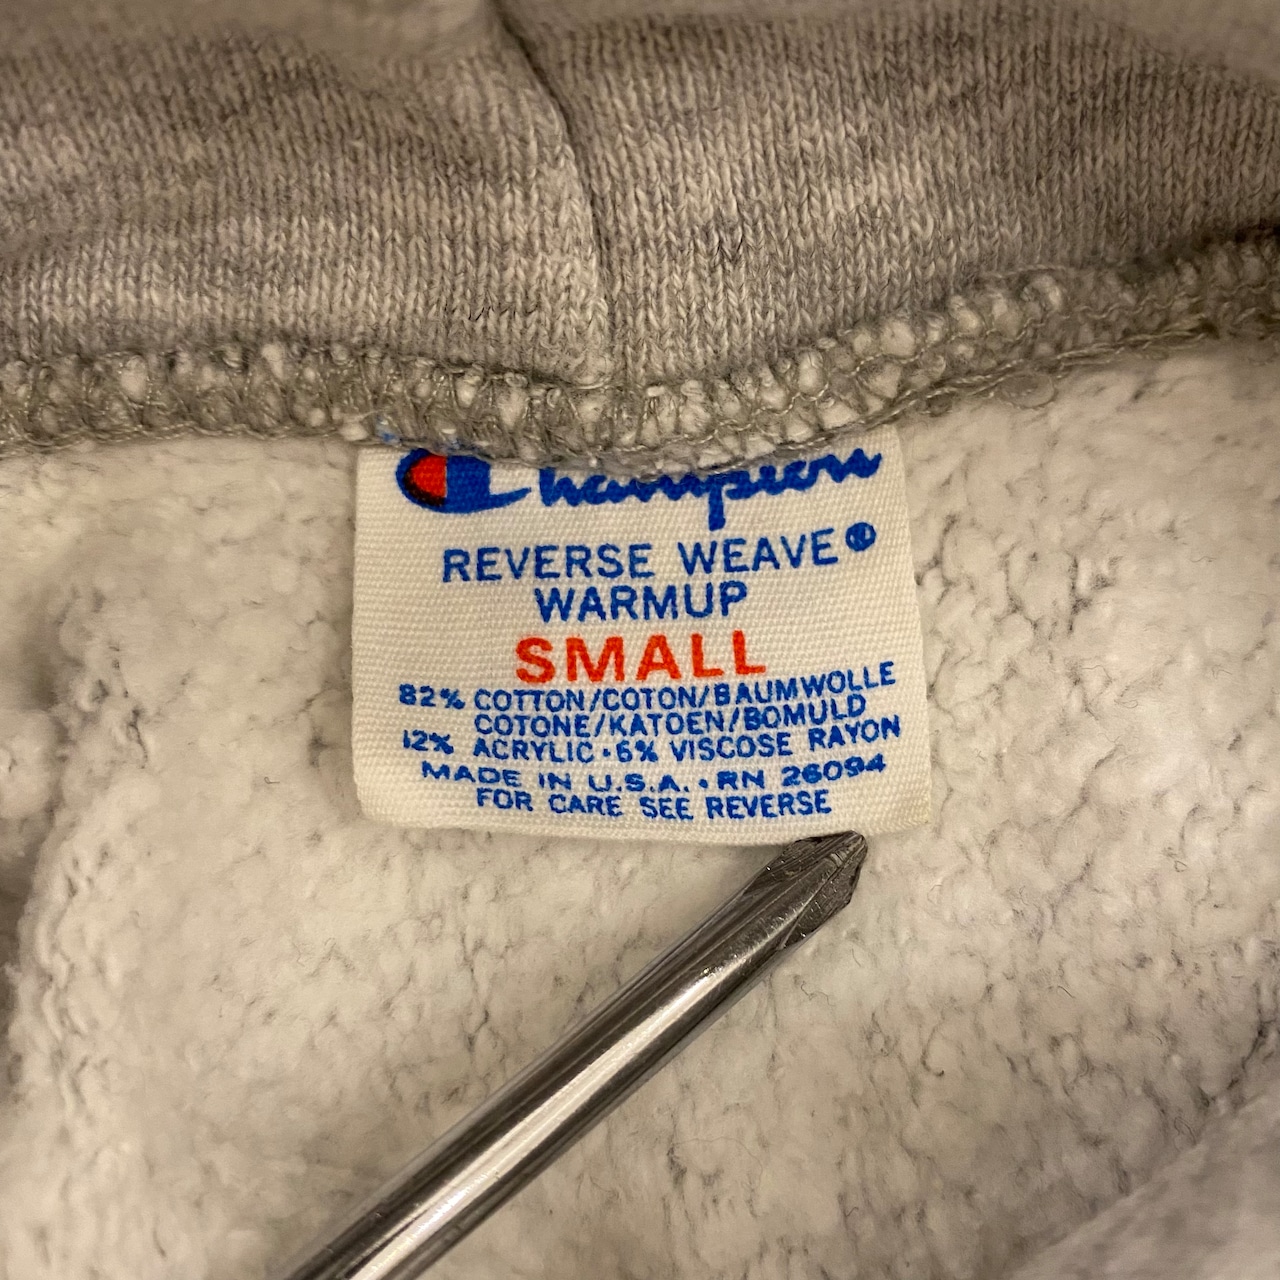 Champion
REVERSE WEAVE®
WARMUP
SMALL
82% COTTON/COTON/BAUMWOLLE
COTONE/KATOEN/BOMULD
12% ACRYLIC • 6% VISCOSE RAYON
MADE IN U.S.A. • RN 26094
FOR CARE SEE REVERSE